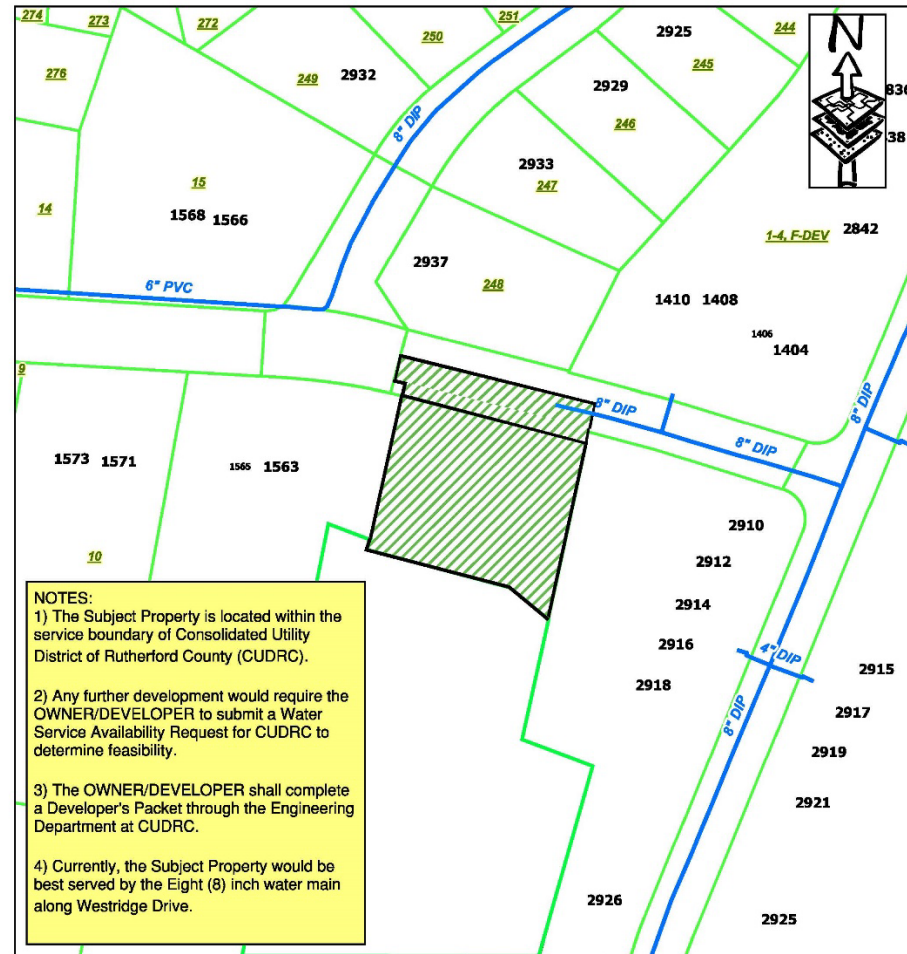 274
273
272
251
250
2925
244
N
276
249
2932
245
836
8" DIP
2929
246
38
2933
15
247
14
1568 1566
1-4, F-DEV
2842
2937
6" PVC
248
1410 1408
1406
1404
9
8" DIP
8" DIP
8" DIP
1573 1571
1565 1563
2910
10
2912
NOTES:
1) The Subject Property is located within the
service boundary of Consolidated Utility
District of Rutherford County (CUDRC).
2) Any further development would require the
OWNER/DEVELOPER to submit a Water
Service Availability Request for CUDRC to
determine feasibility.
3) The OWNER/DEVELOPER shall complete
a Developer's Packet through the Engineering
Department at CUDRC.
4) Currently, the Subject Property would be
best served by the Eight (8) inch water main
along Westridge Drive.
2914
2916
4" DIP
2915
2918
8" DIP
2917
2919
2921
2926
2925